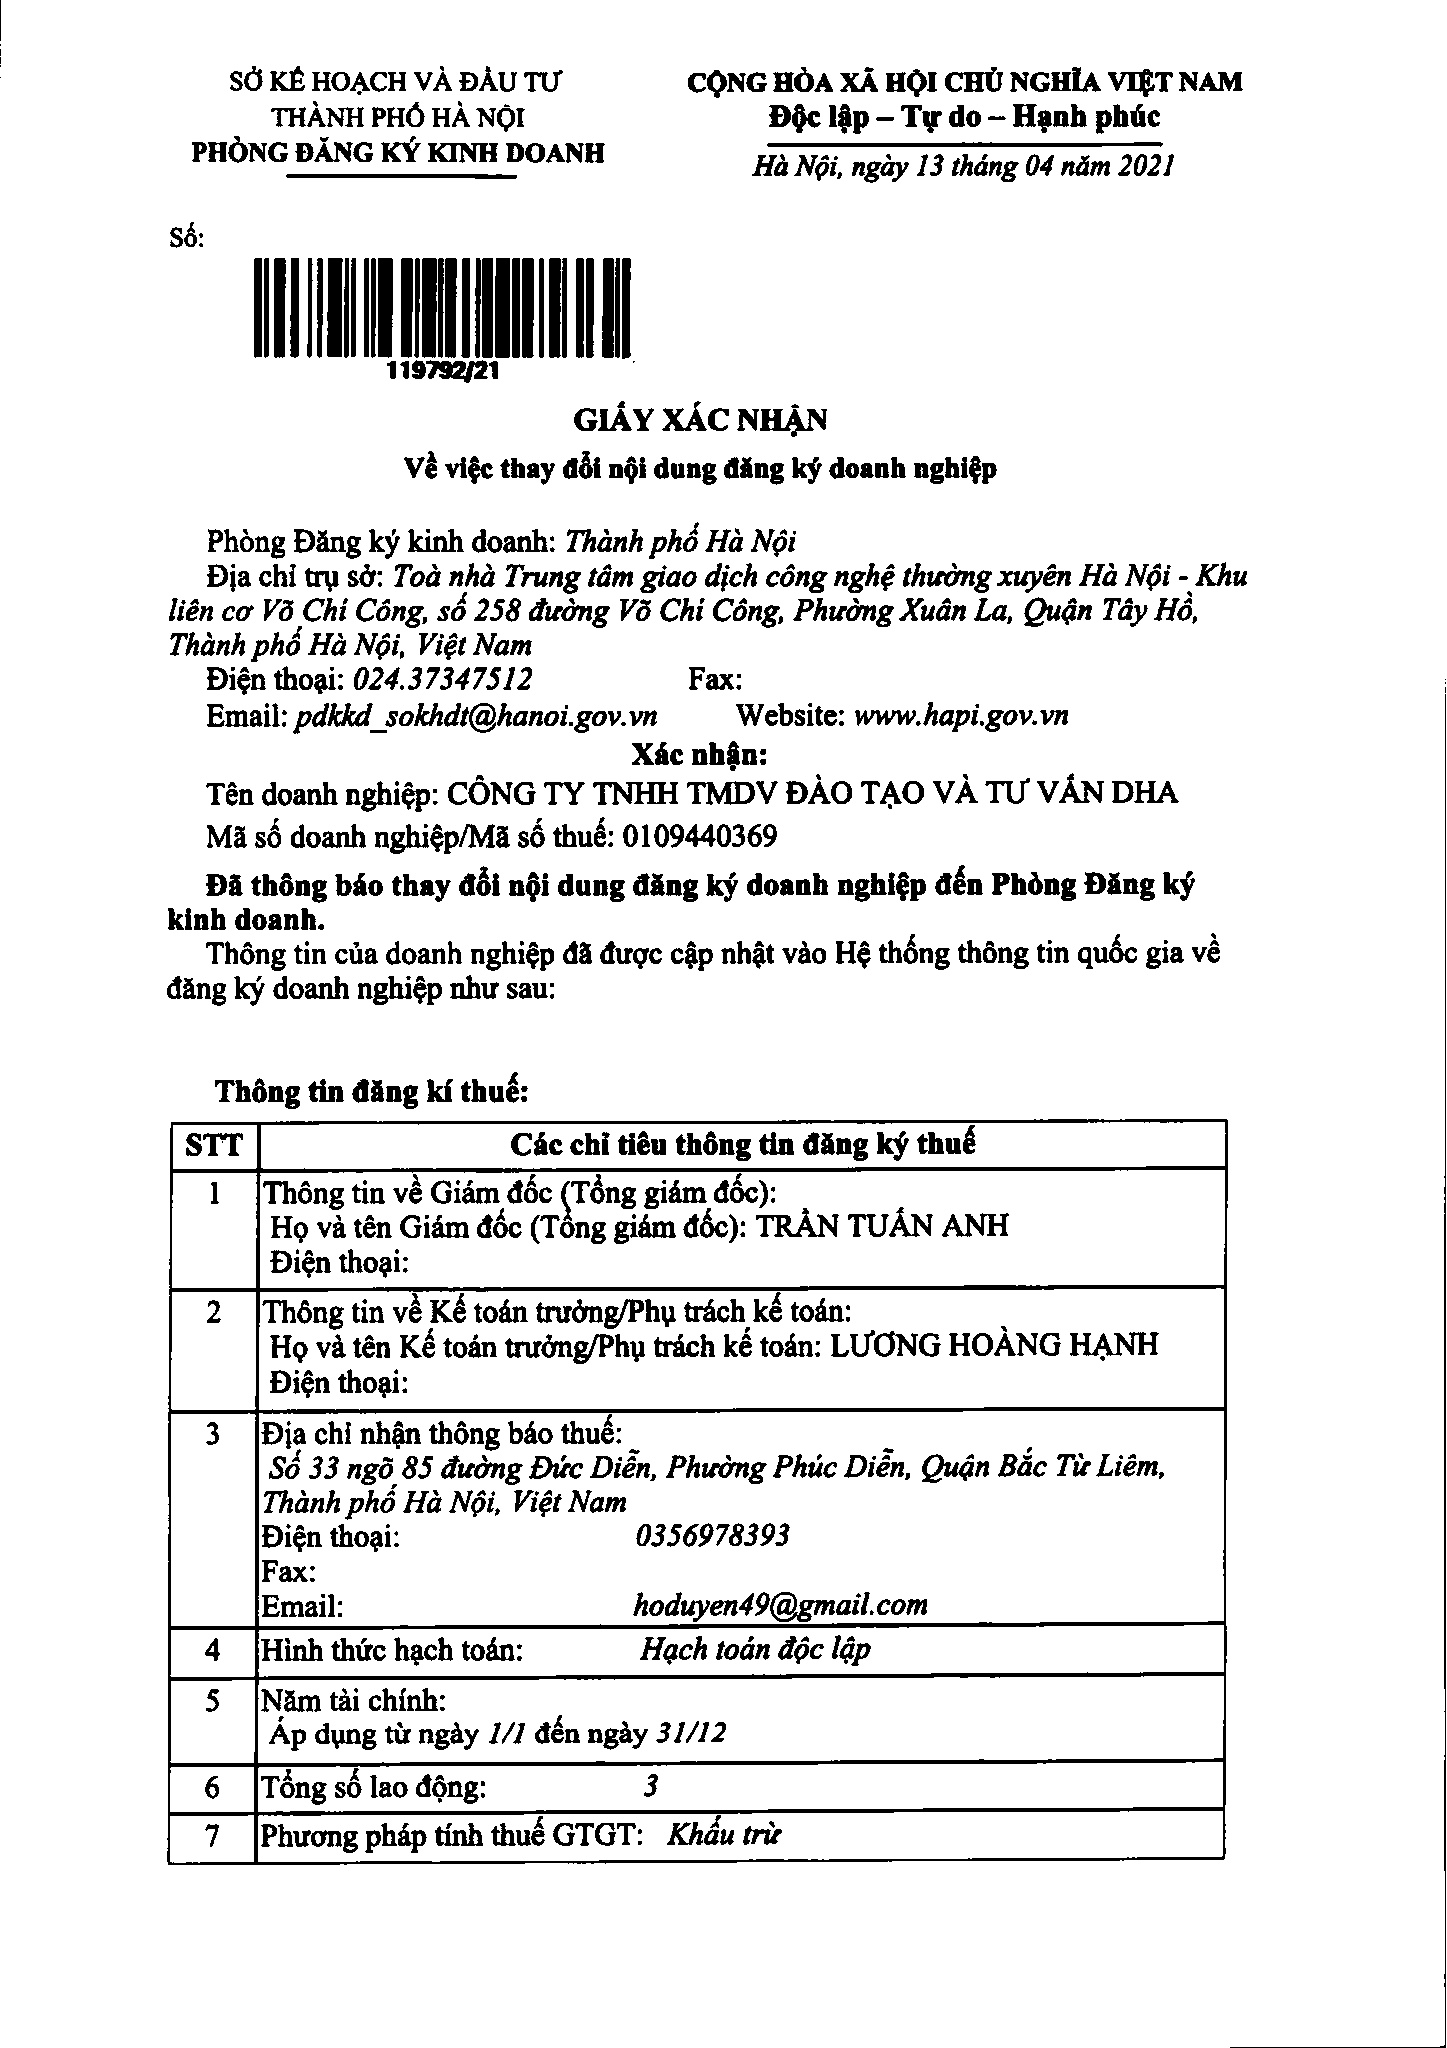 SỞ KẾ HOẠCH VÀ ĐẦU TƯ
THÀNH PHỐ HÀ NỘI
PHÒNG ĐĂNG KÝ KINH DOANH
CỘNG HÒA XÃ HỘI CHỦ NGHĨA VIỆT NAM
Độc lập – Tự do – Hạnh phúc
Hà Nội, ngày 13 tháng 04 năm 2021
Số:
119792/21
GIẤY XÁC NHẬN
Về việc thay đổi nội dung đăng ký doanh nghiệp
Phòng Đăng ký kinh doanh: Thành phố Hà Nội
Địa chỉ trụ sở: Toà nhà Trung tâm giao dịch công nghệ thường xuyên Hà Nội - Khu
liên cơ Võ Chí Công, số 258 đường Võ Chí Công, Phường Xuân La, Quận Tây Hồ,
Thành phố Hà Nội, Việt Nam
Điện thoại: 024.37347512 Fax:
Email: pdkkd_sokhdt@hanoi.gov.vn Website: www.hapi.gov.vn
Xác nhận:
Tên doanh nghiệp: CÔNG TY TNHH TMDV ĐÀO TẠO VÀ TƯ VẤN DHA
Mã số doanh nghiệp/Mã số thuế: 0109440369
Đã thông báo thay đổi nội dung đăng ký doanh nghiệp đến Phòng Đăng ký
kinh doanh.
Thông tin của doanh nghiệp đã được cập nhật vào Hệ thống thông tin quốc gia về
đăng ký doanh nghiệp như sau:
Thông tin đăng kí thuế:
STT Các chỉ tiêu thông tin đăng ký thuế
1 Thông tin về Giám đốc (Tổng giám đốc):
Họ và tên Giám đốc (Tổng giám đốc): TRẦN TUẤN ANH
Điện thoại:
2 Thông tin về Kế toán trưởng/Phụ trách kế toán:
Họ và tên Kế toán trưởng/Phụ trách kế toán: LƯƠNG HOÀNG HẠNH
Điện thoại:
3 Địa chỉ nhận thông báo thuế:
Số 33 ngõ 85 đường Đức Diễn, Phường Phúc Diễn, Quận Bắc Từ Liêm,
Thành phố Hà Nội, Việt Nam
Điện thoại: 0356978393
Fax:
Email: hoduyen49@gmail.com
4 Hình thức hạch toán: Hạch toán độc lập
5 Năm tài chính:
Áp dụng từ ngày 1/1 đến ngày 31/12
6 Tổng số lao động: 3
7 Phương pháp tính thuế GTGT: Khấu trừ